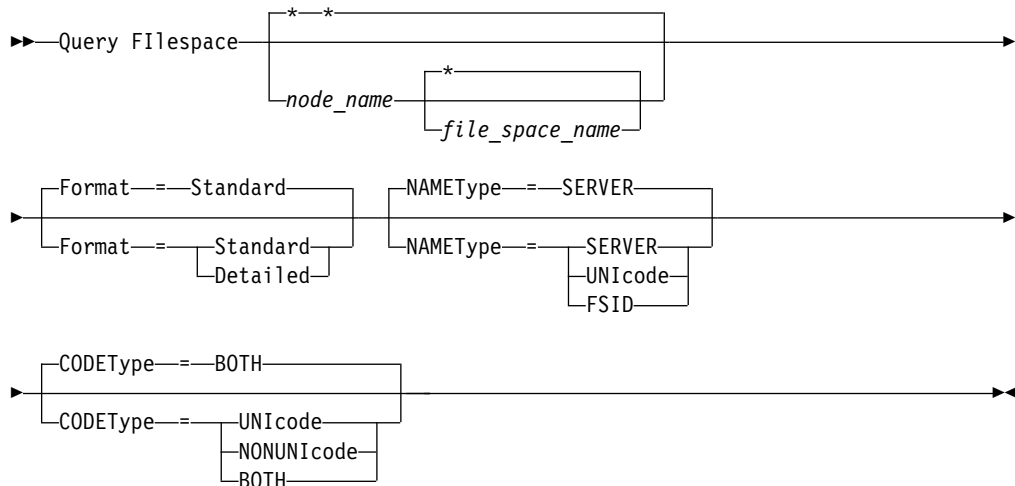 * *
Query FIlespace
*
node_name
file_space_name
Format = Standard NAMEType = SERVER
Format = Standard NAMEType = SERVER
Detailed UNIcode
FSID
CODEType = BOTH
CODEType = UNIcode
NONUNIcode
BOTH